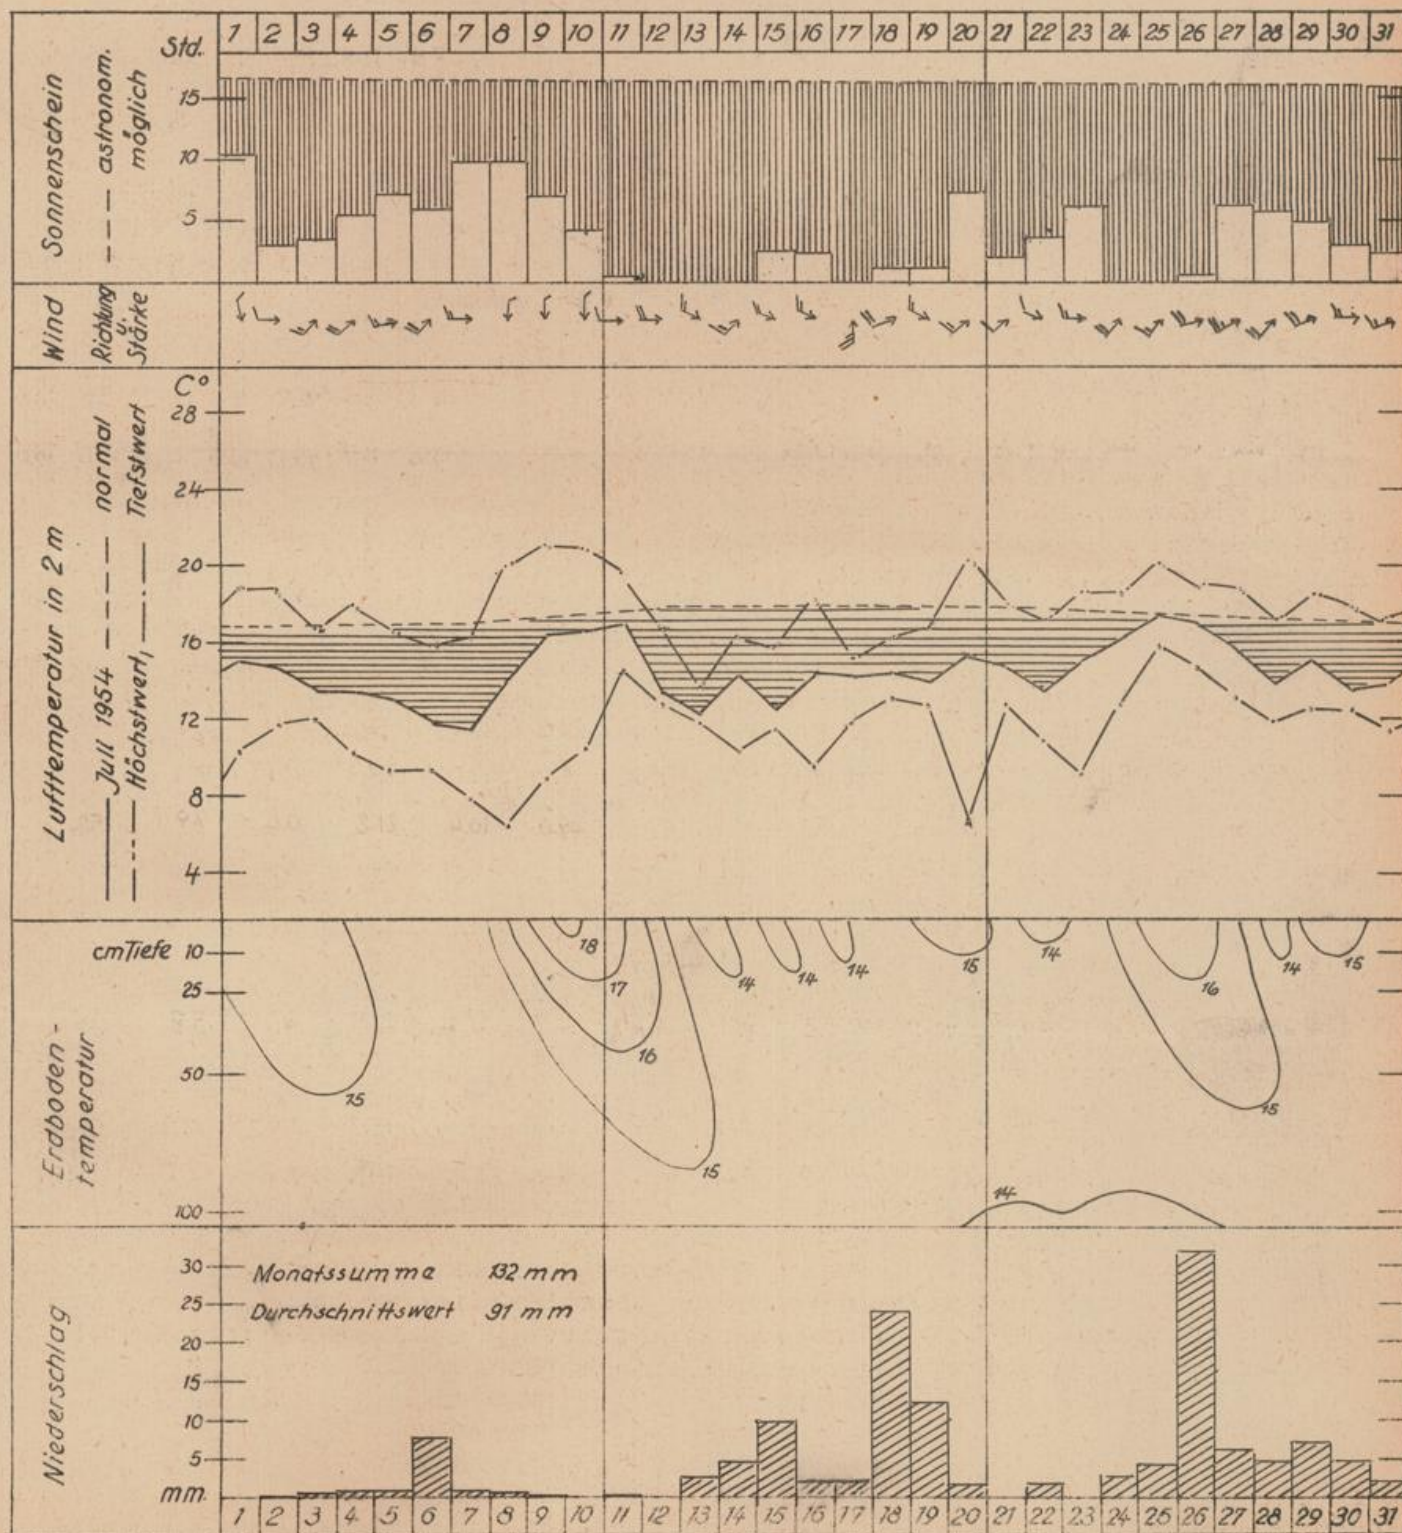 Std. 1 2 3 4 5 6 7 8 9 10 11 12 13 14 15 16 17 18 19 20 21 22 23 24 25 26 27 28 29 30 31
Sonnenschein
--- astronom.
möglich
15
10
5
Wind
Richtung
u.
Stärke
Lufttemperatur in 2 m
Juli 1954 ---- normal
Höchstwert, Tiefstwert
C°
28
24
20
16
12
8
4
Erdboden-
temperatur
cm Tiefe 10
25
50
100
15
18
17
16
15
14
14
14
15
14
16
15
14
15
14
Niederschlag
30
25
20
15
10
5
mm
Monatssumma 132 mm
Durchschnittswert 91 mm
1 2 3 4 5 6 7 8 9 10 11 12 13 14 15 16 17 18 19 20 21 22 23 24 25 26 27 28 29 30 31